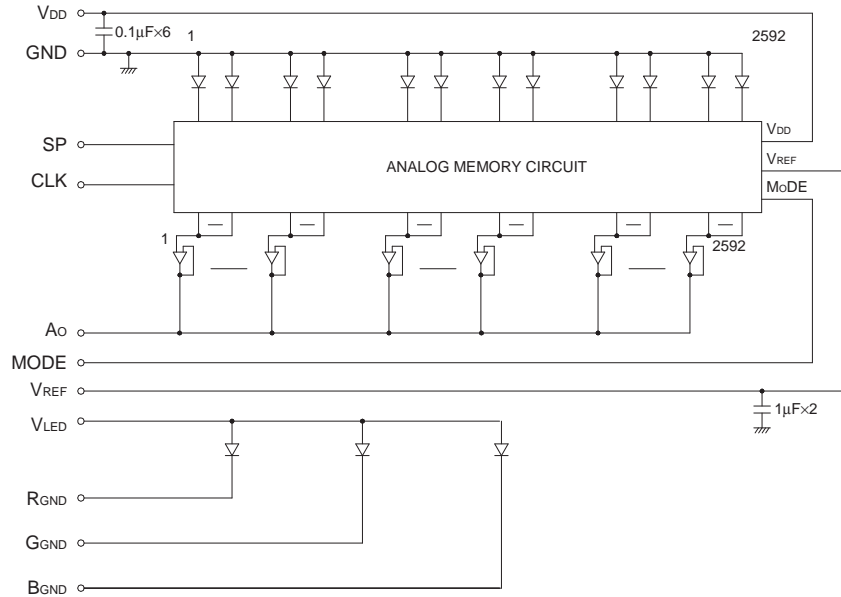 VDD
0.1µF×6
1
2592
GND
VDD
SP
ANALOG MEMORY CIRCUIT
VREF
CLK
MoDE
1
2592
AO
MODE
VREF
1µF×2
VLED
RGND
GGND
BGND